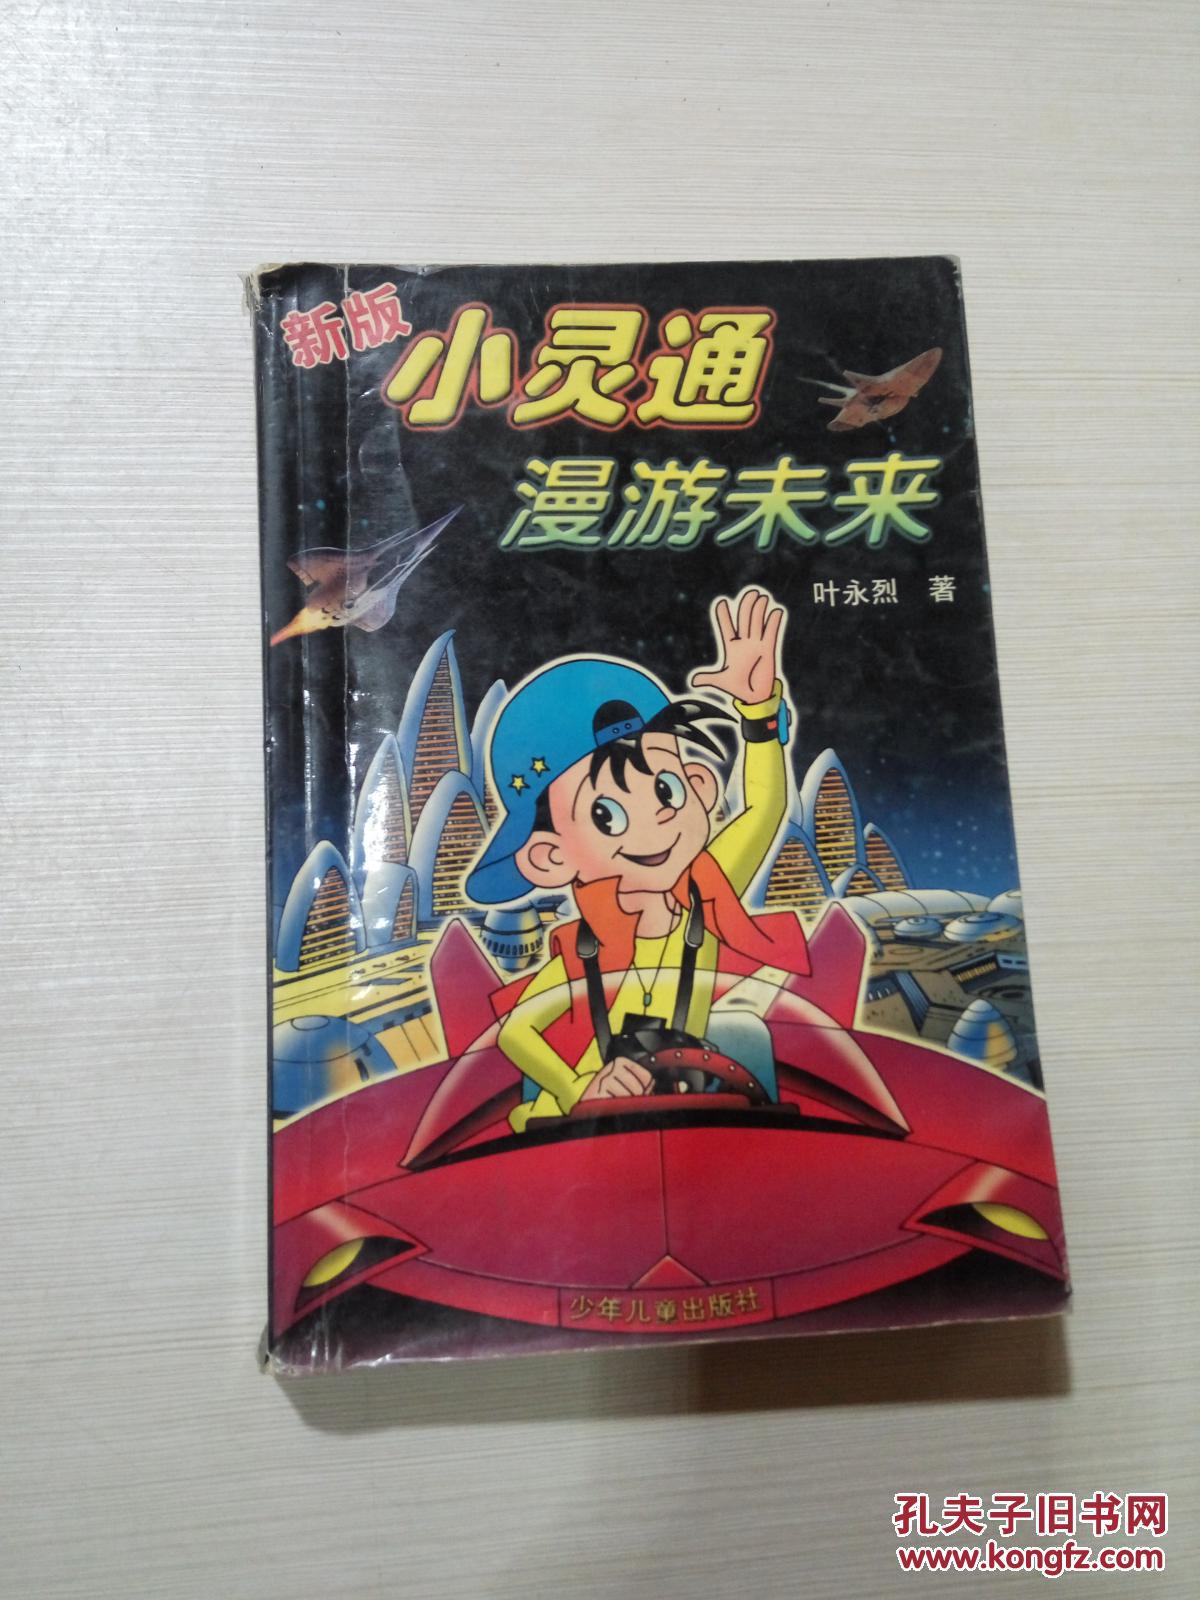 新版
小灵通
漫游未来
叶永烈 著
少年儿童出版社
孔夫子旧书网
www.kongfz.com